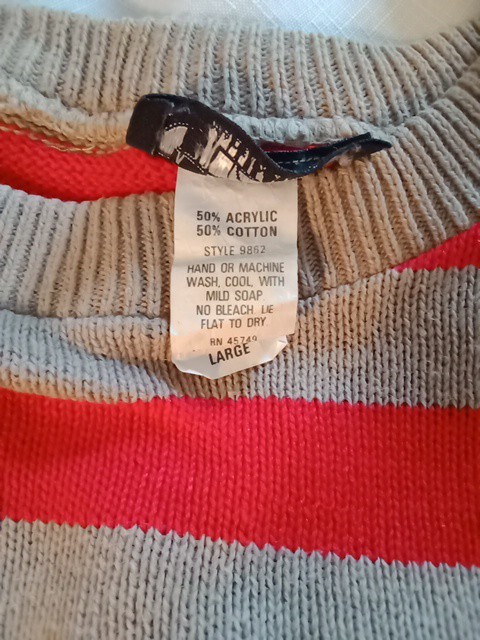 50% ACRYLIC
50% COTTON
STYLE 9862
HAND OR MACHINE
WASH, COOL, WITH
MILD SOAP
NO BLEACH LIE
FLAT TO DRY
RN 45749
LARGE